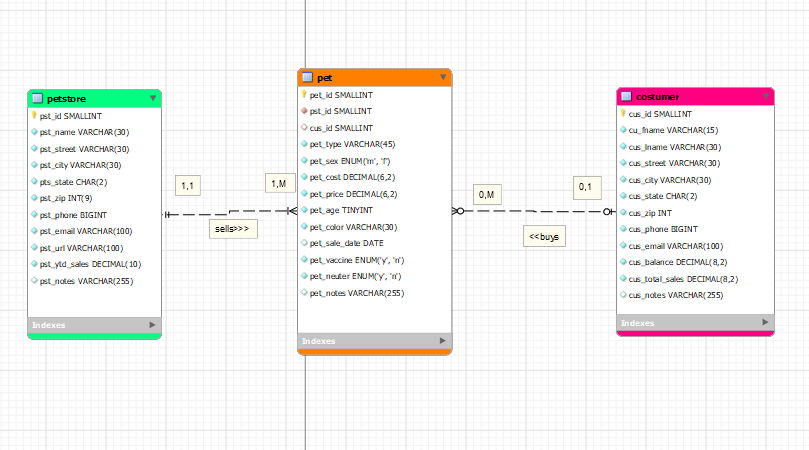 petstore
pst_id SMALLINT
pst_name VARCHAR(30)
pst_street VARCHAR(30)
pst_city VARCHAR(30)
pts_state CHAR(2)
pst_zip INT(9)
pst_phone BIGINT
pst_email VARCHAR(100)
pst_url VARCHAR(100)
pst_ytd_sales DECIMAL(10)
pst_notes VARCHAR(255)
Indexes
1,1
sells>>>
1,M
pet
pet_id SMALLINT
pst_id SMALLINT
cus_id SMALLINT
pet_type VARCHAR(45)
pet_sex ENUM('m', 'f')
pet_cost DECIMAL(6,2)
pet_price DECIMAL(6,2)
pet_age TINYINT
pet_color VARCHAR(30)
pet_sale_date DATE
pet_vaccine ENUM('y', 'n')
pet_neuter ENUM('y', 'n')
pet_notes VARCHAR(255)
Indexes
0,M
<<buys
0,1
costumer
cus_id SMALLINT
cu_fname VARCHAR(15)
cus_lname VARCHAR(30)
cus_street VARCHAR(30)
cus_city VARCHAR(30)
cus_state CHAR(2)
cus_zip INT
cus_phone BIGINT
cus_email VARCHAR(100)
cus_balance DECIMAL(8,2)
cus_total_sales DECIMAL(8,2)
cus_notes VARCHAR(255)
Indexes